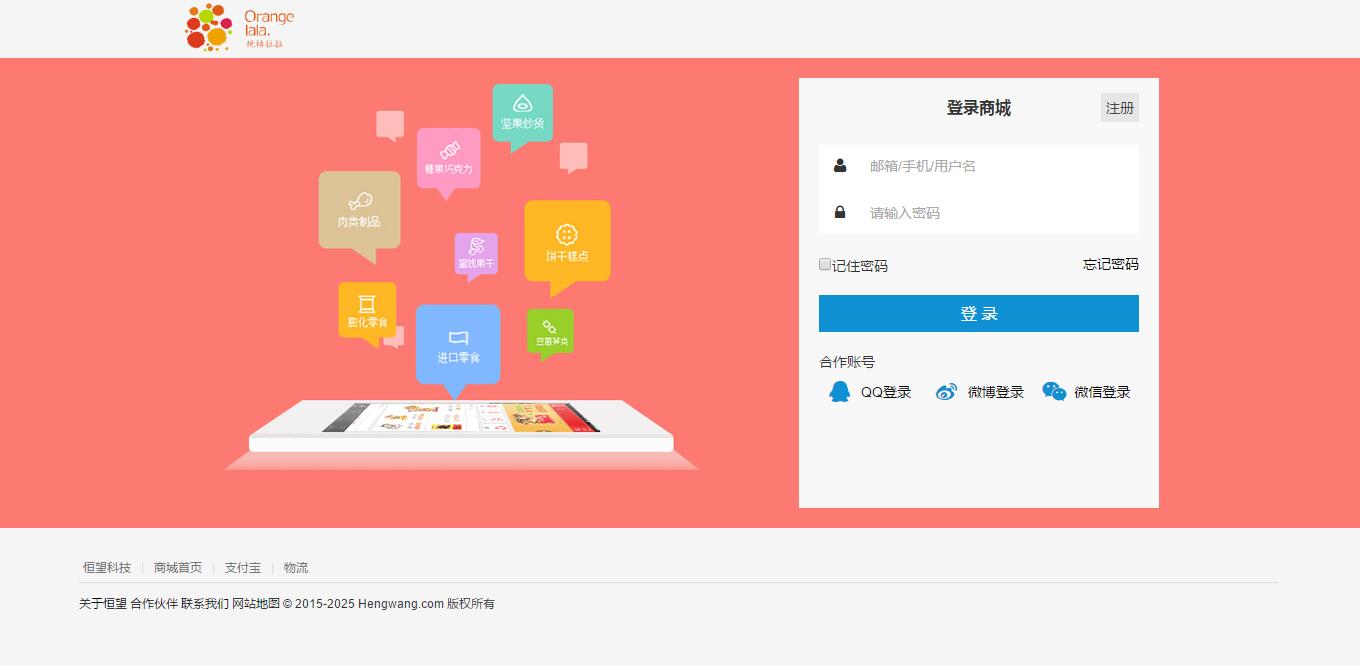 Orange
lala.
悦桔拉拉
登录商城
注册
坚果炒货
糖果巧克力
肉类制品
蜜饯果干
饼干糕点
膨化零食
进口零食
豆菌笋类
邮箱/手机/用户名
请输入密码
记住密码 忘记密码
登 录
合作账号
QQ登录 微博登录 微信登录
恒望科技 | 商城首页 | 支付宝 | 物流
关于恒望 合作伙伴 联系我们 网站地图 © 2015-2025 Hengwang.com 版权所有